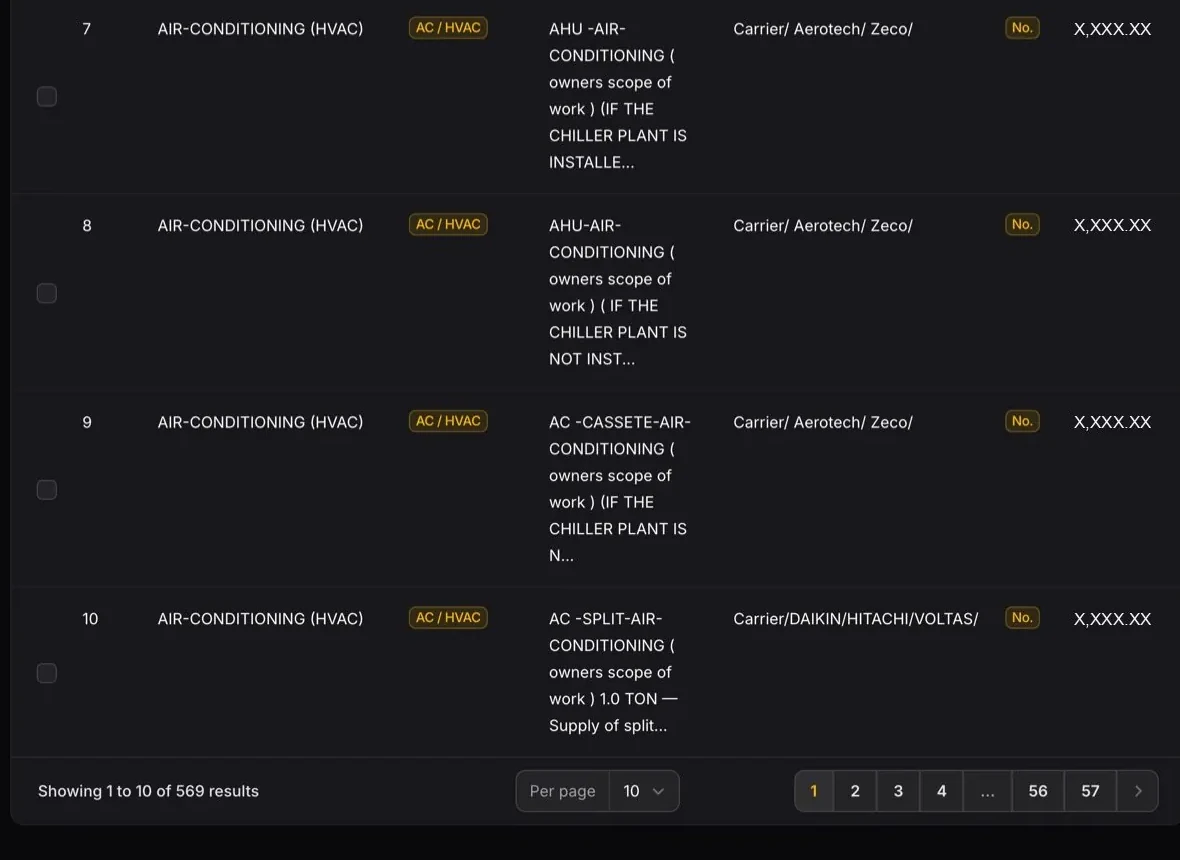 7 AIR-CONDITIONING (HVAC) AC / HVAC AHU -AIR- Carrier/ Aerotech/ Zeco/ No. X,XXX.XX
CONDITIONING (
owners scope of
work ) (IF THE
CHILLER PLANT IS
INSTALLE...
8 AIR-CONDITIONING (HVAC) AC / HVAC AHU-AIR- Carrier/ Aerotech/ Zeco/ No. X,XXX.XX
CONDITIONING (
owners scope of
work ) ( IF THE
CHILLER PLANT IS
NOT INST...
9 AIR-CONDITIONING (HVAC) AC / HVAC AC -CASSETE-AIR- Carrier/ Aerotech/ Zeco/ No. X,XXX.XX
CONDITIONING (
owners scope of
work ) (IF THE
CHILLER PLANT IS
N...
10 AIR-CONDITIONING (HVAC) AC / HVAC AC -SPLIT-AIR- Carrier/DAIKIN/HITACHI/VOLTAS/ No. X,XXX.XX
CONDITIONING (
owners scope of
work ) 1.0 TON —
Supply of split...
Showing 1 to 10 of 569 results Per page 10 1 2 3 4 ... 56 57